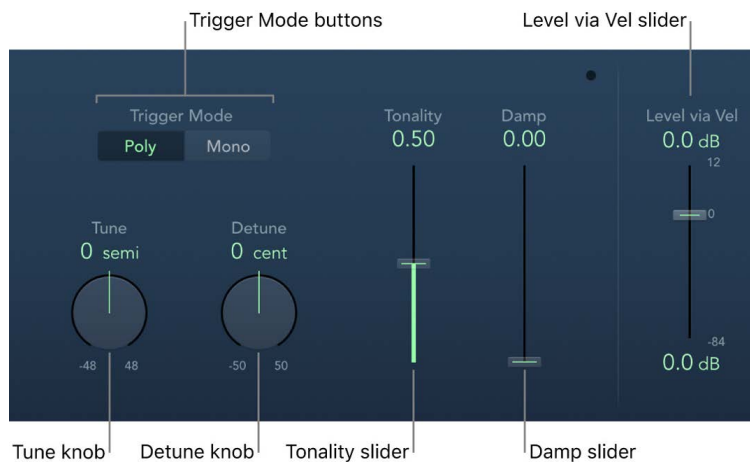 Trigger Mode buttons
Level via Vel slider
Trigger Mode
Poly Mono
Tonality
0.50
Damp
0.00
Level via Vel
0.0 dB
12
0
-84
0.0 dB
Tune
0 semi
-48 48
Detune
0 cent
-50 50
Tune knob
Detune knob
Tonality slider
Damp slider